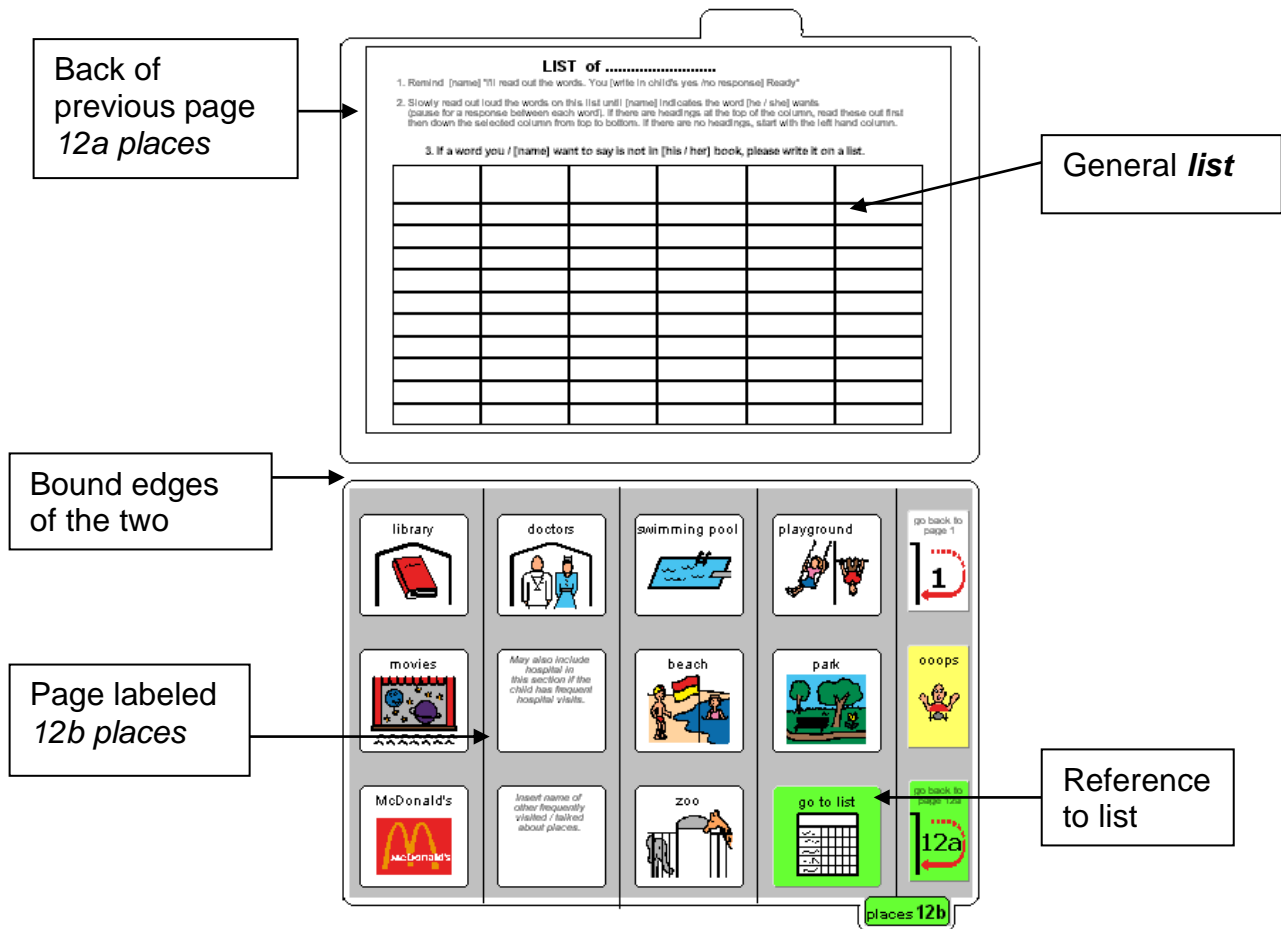 Back of
previous page
12a places
LIST of ............................
1. Remind [name] "I'll read out the words. You [write in child's yes /no response] Ready"
2. Slowly read out loud the words on this list until [name] indicates the word [he / she] wants
(pause for a response between each word). If there are headings at the top of the column, read these out first
then down the selected column from top to bottom. If there are no headings, start with the left hand column.
3. If a word you / [name] want to say is not in [his / her] book, please write it on a list.
General list
Bound edges
of the two
library
doctors
swimming pool
playground
go back to
page 1
1
movies
May also include
hospital in
this section if the
child has frequent
hospital visits.
beach
park
ooops
Page labeled
12b places
McDonald's
McDonald's
Insert name of
other frequently
visited / talked
about places.
zoo
go to list
go back to
page 12a
12a
Reference
to list
places 12b